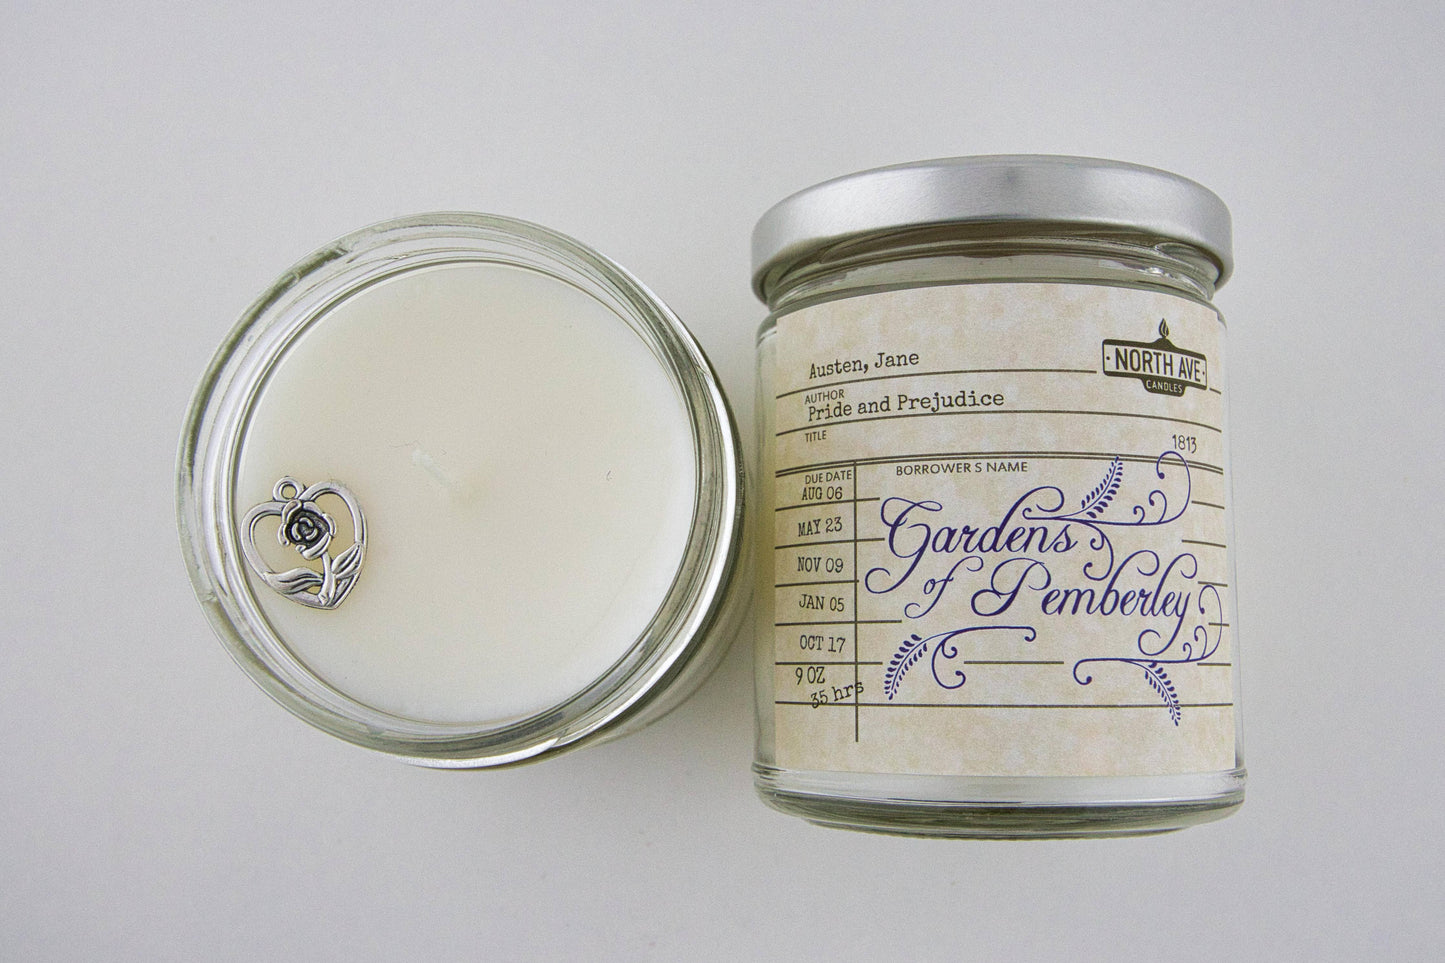 NORTH AVE
CANDLES
Austen, Jane
AUTHOR
Pride and Prejudice
TITLE
1813
DUE DATE
BORROWER S NAME
AUG 06
MAY 23
NOV 09
JAN 05
OCT 17
9 OZ
35 hrs
Gardens
of Pemberley